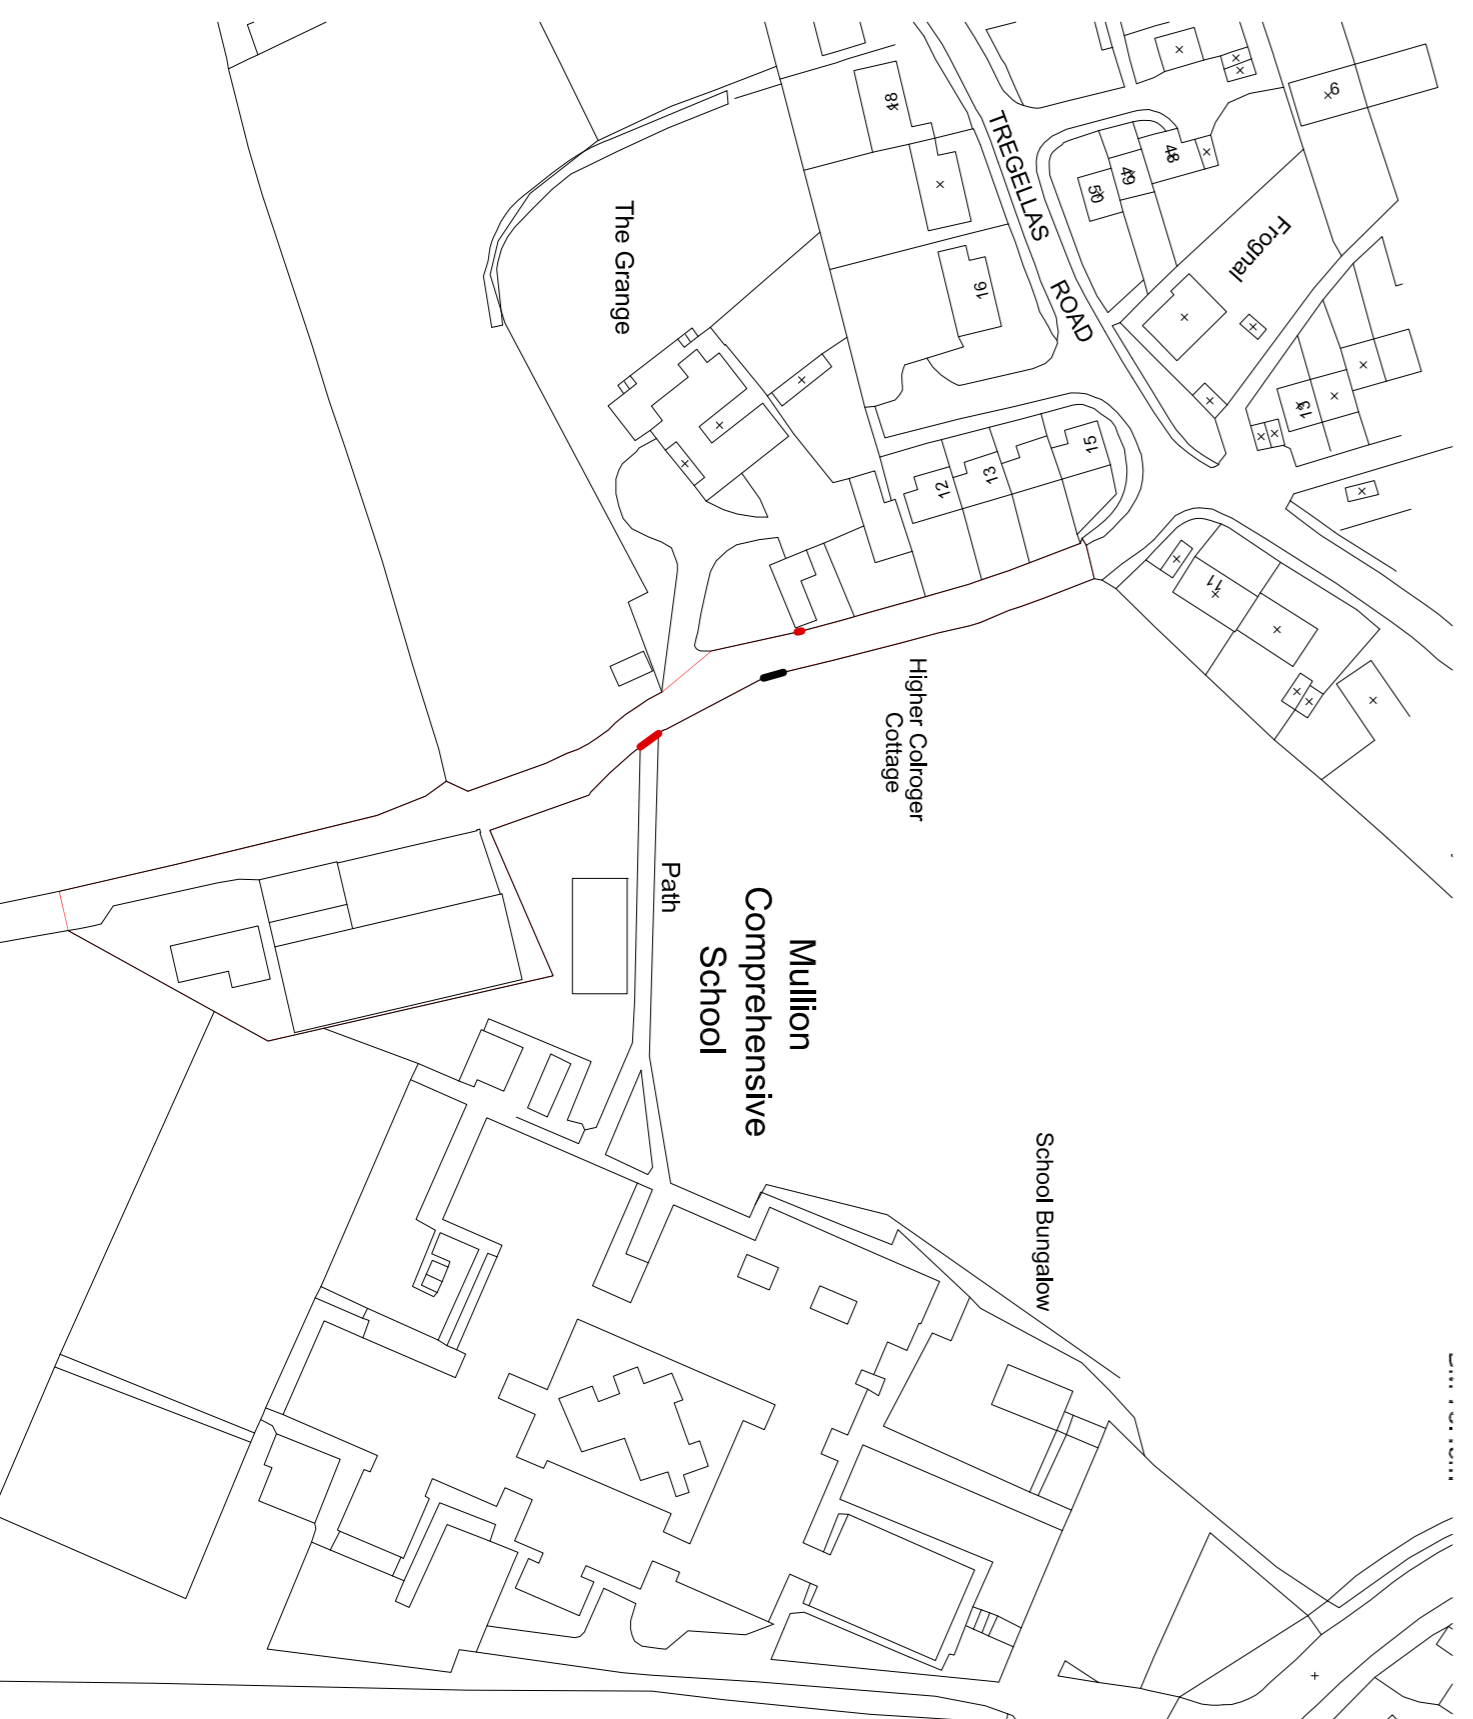 TREGELLAS
ROAD
Frognal
The Grange
48
48
49
50
9
16
13
15
13
12
11
Higher Colroger
Cottage
Path
Mullion
Comprehensive
School
School Bungalow